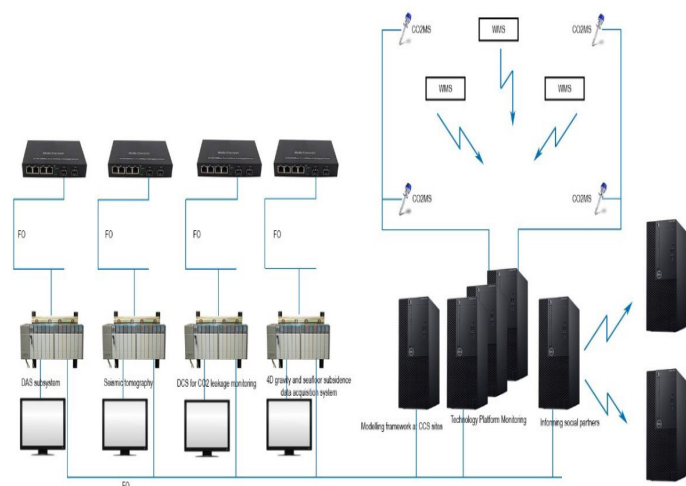 CO2MS
WMS
CO2MS
WMS
WMS
CO2MS
CO2MS
FO
FO
FO
FO
DAS subsystem
Seismic tomography
DCS for CO2 leakage monitoring
4D gravity and seafloor subsidence
data acquisition system
Modelling framework at CCS sites
Technology Platform Monitoring
Informing social partners
FO